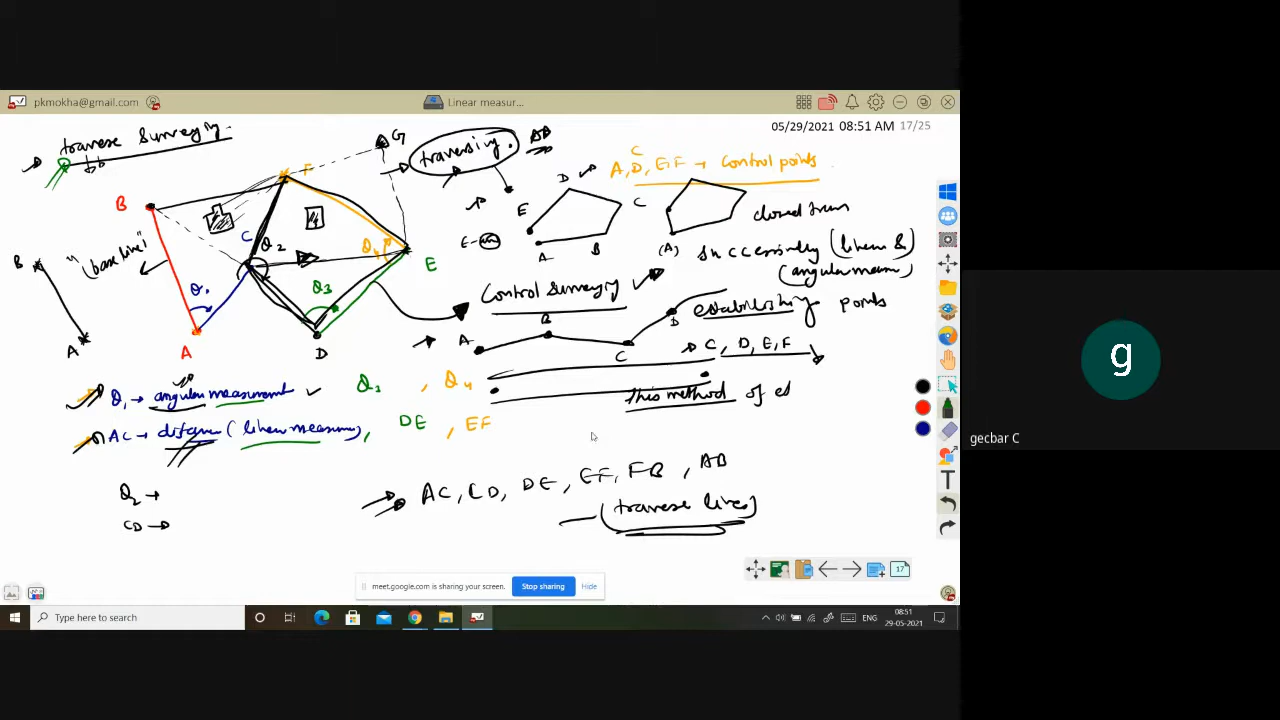 pkmokha@gmail.com
Linear measur...
05/29/2021 08:51 AM 17/25
traverse Surveying.
G
traversing.
AB
C
A, D, E, F → Control points
F
B
D
C
E
A
B
(A)
closed
C
θ2
θ4
E
"(base line)"
B
A
θ1
θ3
A
D
Successively (linear &
(angular meam)
Control Surveying
establishing points
A
B
C
D
C, D, E, F
θ1 → angular measurement
θ3, θ4
This method of es
AC → distance (linear measure),
DE, EF
θ2 →
CD →
AC, CD, DE, EF, FB, AB
(traverse lines)
T
17
meet.google.com is sharing your screen. Stop sharing Hide
Type here to search
ENG
08:51
29-05-2021
g
gecbar C